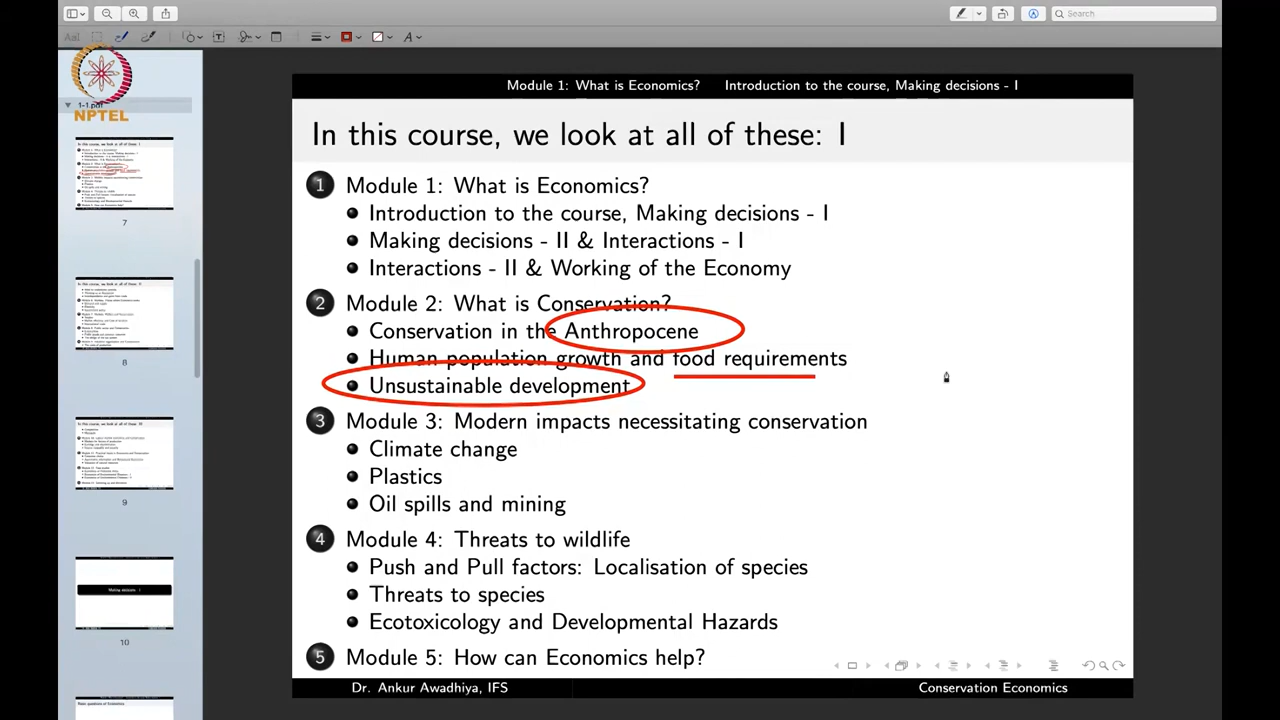 Search
NPTEL
1-1.pdf
7
8
9
10
Module 1: What is Economics? Introduction to the course, Making decisions - I
In this course, we look at all of these: I
1 Module 1: What is Economics?
Introduction to the course, Making decisions - I
Making decisions - II & Interactions - I
Interactions - II & Working of the Economy
2 Module 2: What is Conservation?
Conservation in the Anthropocene
Human population growth and food requirements
Unsustainable development
3 Module 3: Modern impacts necessitating conservation
Climate change
Plastics
Oil spills and mining
4 Module 4: Threats to wildlife
Push and Pull factors: Localisation of species
Threats to species
Ecotoxicology and Developmental Hazards
5 Module 5: How can Economics help?
Dr. Ankur Awadhiya, IFS Conservation Economics